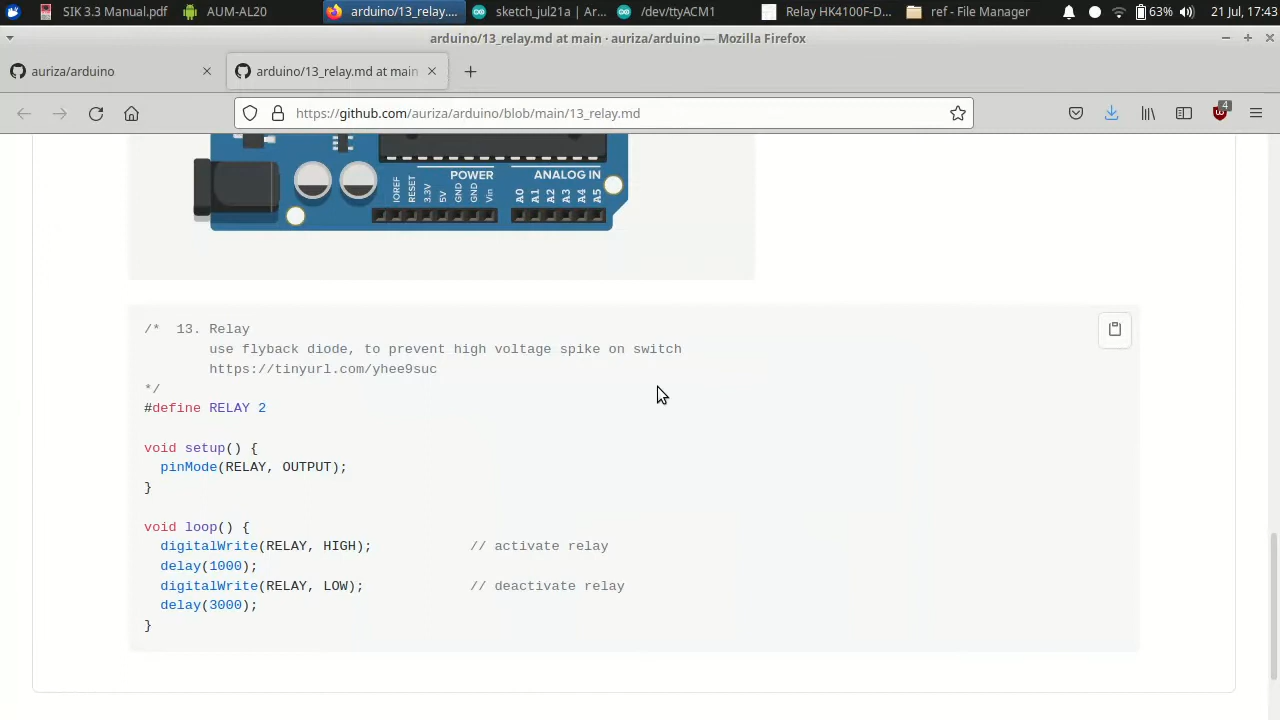 SIK 3.3 Manual.pdf
AUM-AL20
arduino/13_relay....
sketch_jul21a | Ar...
/dev/ttyACM1
Relay HK4100F-D...
ref - File Manager
63%
21 Jul, 17:43
arduino/13_relay.md at main · auriza/arduino — Mozilla Firefox
auriza/arduino
arduino/13_relay.md at main
https://github.com/auriza/arduino/blob/main/13_relay.md
4
POWER
ANALOG IN
IOREF
RESET
3.3V
5V
GND
GND
Vin
A0
A1
A2
A3
A4
A5
/*  13. Relay
use flyback diode, to prevent high voltage spike on switch
https://tinyurl.com/yhee9suc
*/
#define RELAY 2
void setup() {
pinMode(RELAY, OUTPUT);
}
void loop() {
digitalWrite(RELAY, HIGH); // activate relay
delay(1000);
digitalWrite(RELAY, LOW); // deactivate relay
delay(3000);
}